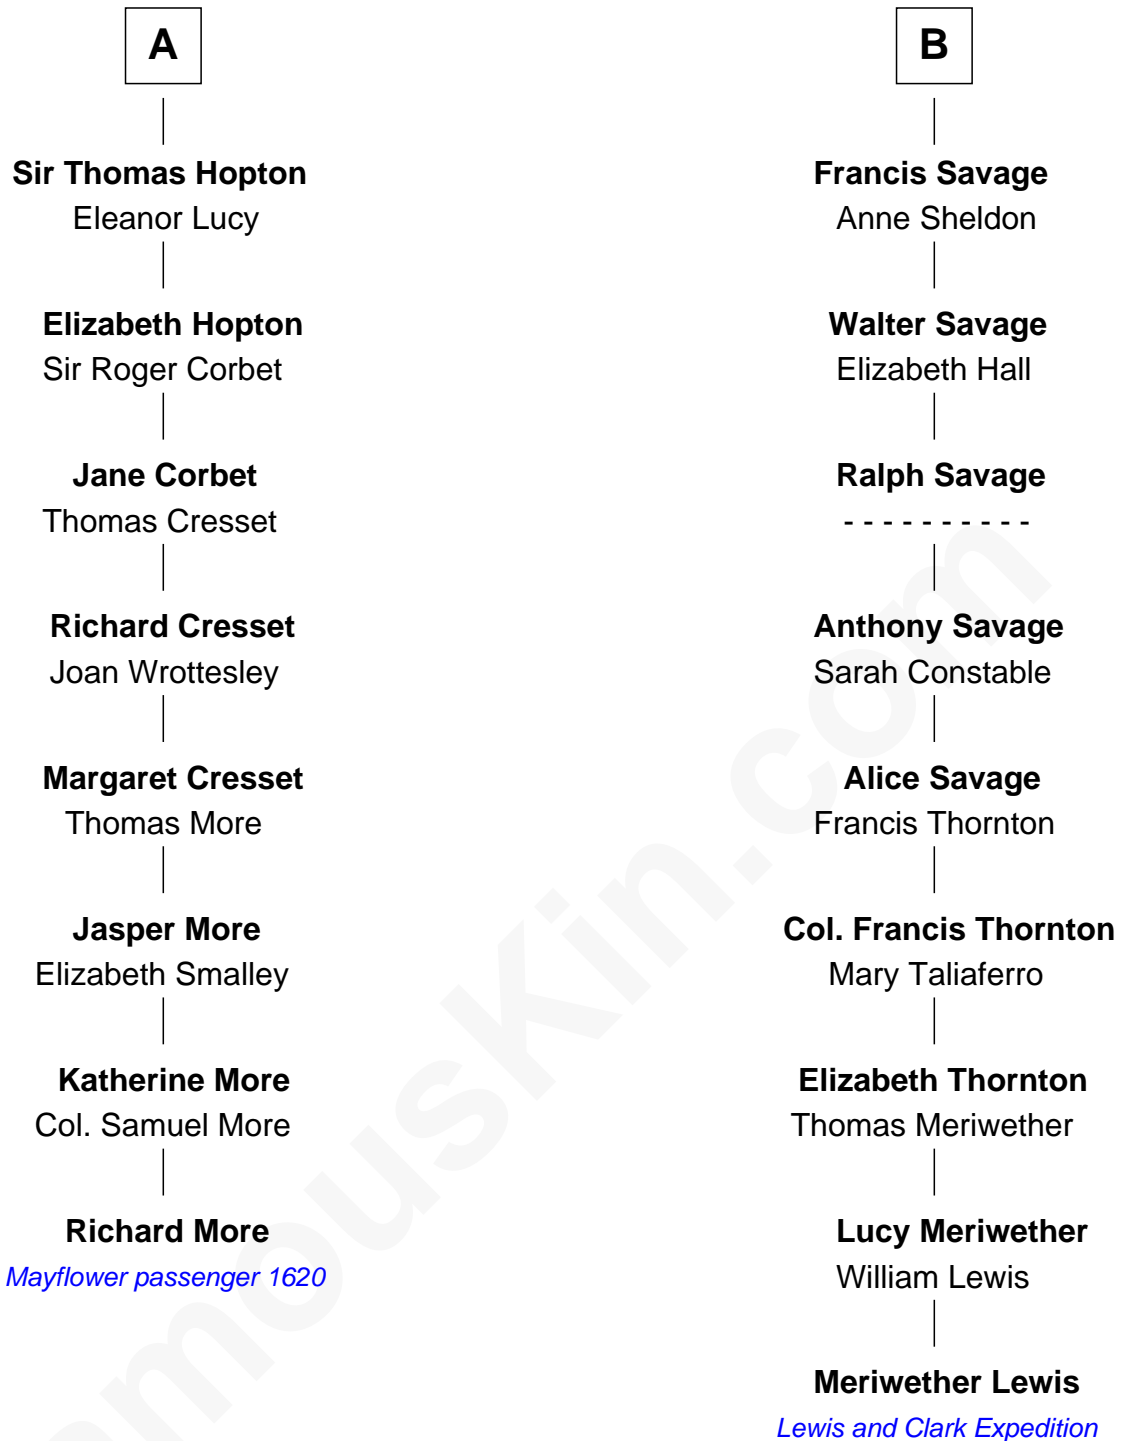 A
Sir Thomas Hopton
Eleanor Lucy
Elizabeth Hopton
Sir Roger Corbet
Jane Corbet
Thomas Cresset
Richard Cresset
Joan Wrottesley
Margaret Cresset
Thomas More
Jasper More
Elizabeth Smalley
Katherine More
Col. Samuel More
Richard More
Mayflower passenger 1620
B
Francis Savage
Anne Sheldon
Walter Savage
Elizabeth Hall
Ralph Savage
- - - - - - - - - -
Anthony Savage
Sarah Constable
Alice Savage
Francis Thornton
Col. Francis Thornton
Mary Taliaferro
Elizabeth Thornton
Thomas Meriwether
Lucy Meriwether
William Lewis
Meriwether Lewis
Lewis and Clark Expedition
amouskin.com